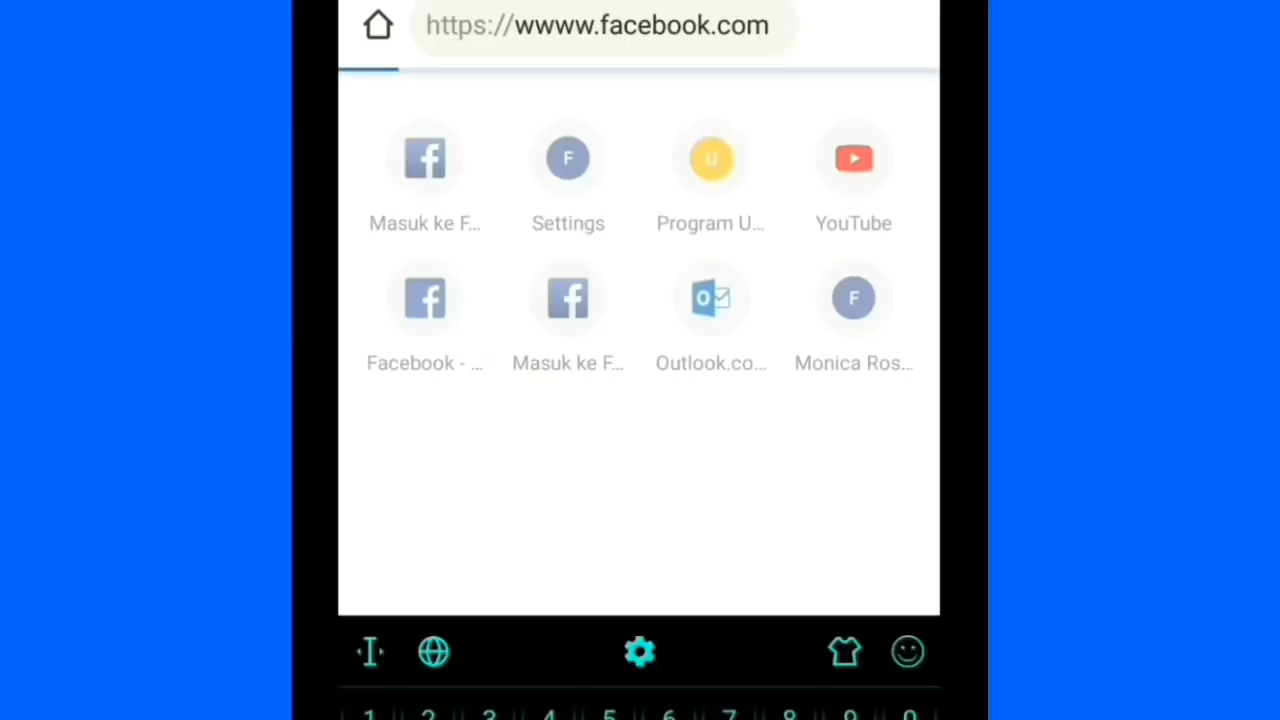 https://wwww.facebook.com
F
U
Masuk ke F...
Settings
Program U...
YouTube
F
Facebook - ...
Masuk ke F...
Outlook.co...
Monica Ros...
1 2 3 4 5 6 7 8 9 0